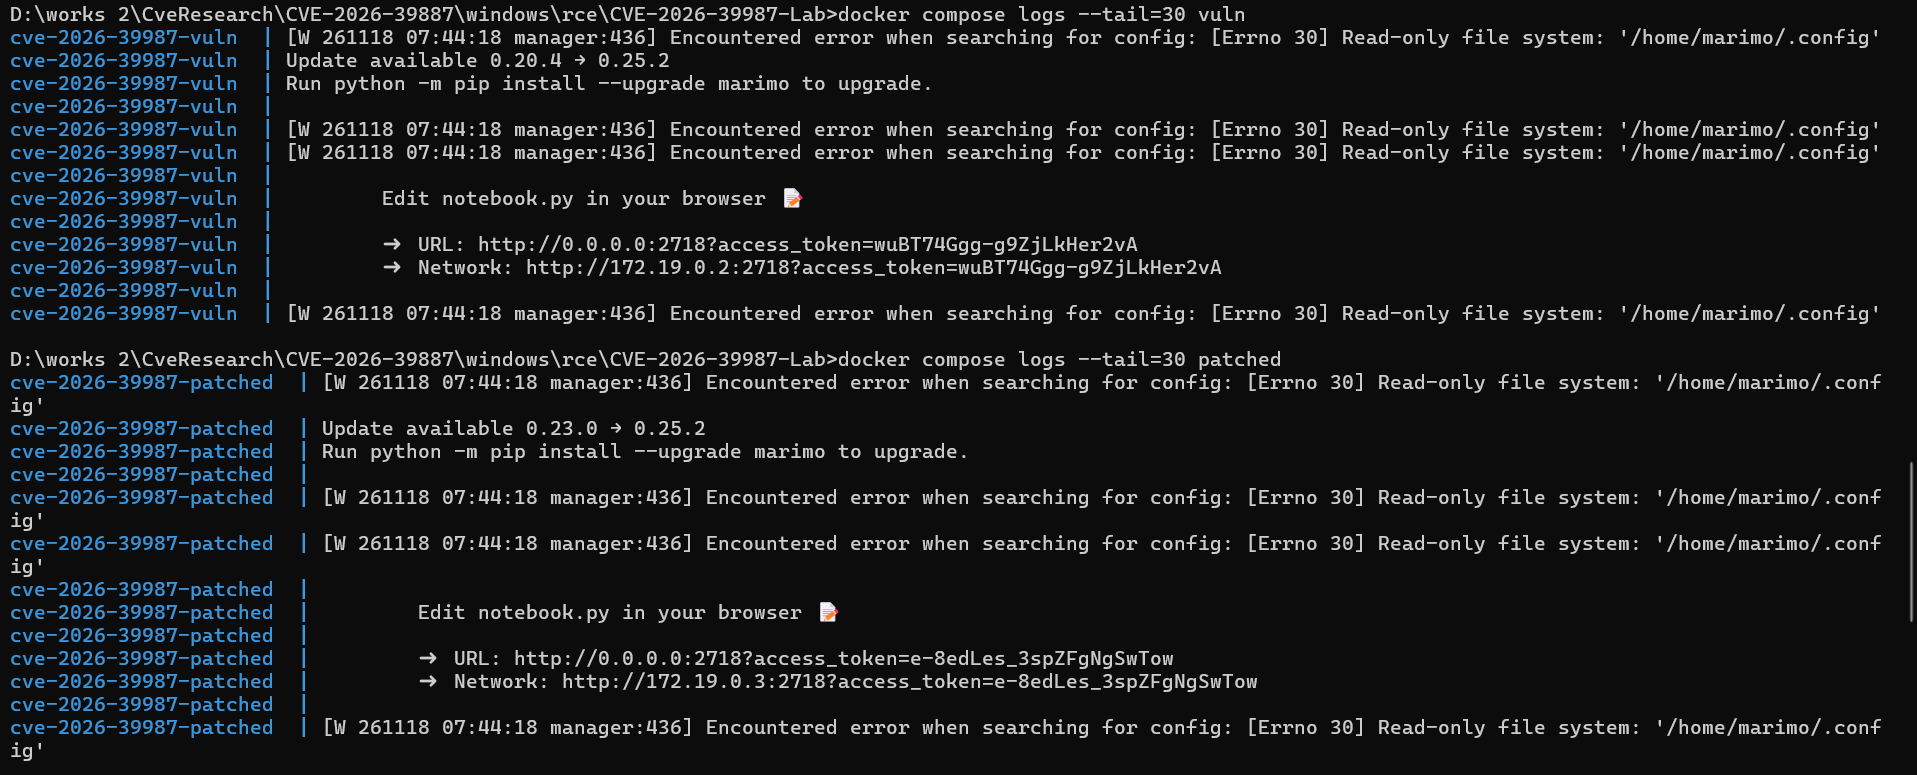 D:\works 2\CveResearch\CVE-2026-39887\windows\rce\CVE-2026-39987-Lab>docker compose logs --tail=30 vuln
cve-2026-39987-vuln  | [W 261118 07:44:18 manager:436] Encountered error when searching for config: [Errno 30] Read-only file system: '/home/marimo/.config'
cve-2026-39987-vuln  | Update available 0.20.4 → 0.25.2
cve-2026-39987-vuln  | Run python -m pip install --upgrade marimo to upgrade.
cve-2026-39987-vuln  |
cve-2026-39987-vuln  | [W 261118 07:44:18 manager:436] Encountered error when searching for config: [Errno 30] Read-only file system: '/home/marimo/.config'
cve-2026-39987-vuln  | [W 261118 07:44:18 manager:436] Encountered error when searching for config: [Errno 30] Read-only file system: '/home/marimo/.config'
cve-2026-39987-vuln  |
cve-2026-39987-vuln  |         Edit notebook.py in your browser 📝
cve-2026-39987-vuln  |
cve-2026-39987-vuln  |         ➜ URL: http://0.0.0.0:2718?access_token=wuBT74Ggg-g9ZjLkHer2vA
cve-2026-39987-vuln  |         ➜ Network: http://172.19.0.2:2718?access_token=wuBT74Ggg-g9ZjLkHer2vA
cve-2026-39987-vuln  |
cve-2026-39987-vuln  | [W 261118 07:44:18 manager:436] Encountered error when searching for config: [Errno 30] Read-only file system: '/home/marimo/.config'

D:\works 2\CveResearch\CVE-2026-39887\windows\rce\CVE-2026-39987-Lab>docker compose logs --tail=30 patched
cve-2026-39987-patched  | [W 261118 07:44:18 manager:436] Encountered error when searching for config: [Errno 30] Read-only file system: '/home/marimo/.conf
ig'
cve-2026-39987-patched  | Update available 0.23.0 → 0.25.2
cve-2026-39987-patched  | Run python -m pip install --upgrade marimo to upgrade.
cve-2026-39987-patched  |
cve-2026-39987-patched  | [W 261118 07:44:18 manager:436] Encountered error when searching for config: [Errno 30] Read-only file system: '/home/marimo/.conf
ig'
cve-2026-39987-patched  | [W 261118 07:44:18 manager:436] Encountered error when searching for config: [Errno 30] Read-only file system: '/home/marimo/.conf
ig'
cve-2026-39987-patched  |
cve-2026-39987-patched  |         Edit notebook.py in your browser 📝
cve-2026-39987-patched  |
cve-2026-39987-patched  |         ➜ URL: http://0.0.0.0:2718?access_token=e-8edLes_3spZFgNgSwTow
cve-2026-39987-patched  |         ➜ Network: http://172.19.0.3:2718?access_token=e-8edLes_3spZFgNgSwTow
cve-2026-39987-patched  |
cve-2026-39987-patched  | [W 261118 07:44:18 manager:436] Encountered error when searching for config: [Errno 30] Read-only file system: '/home/marimo/.conf
ig'